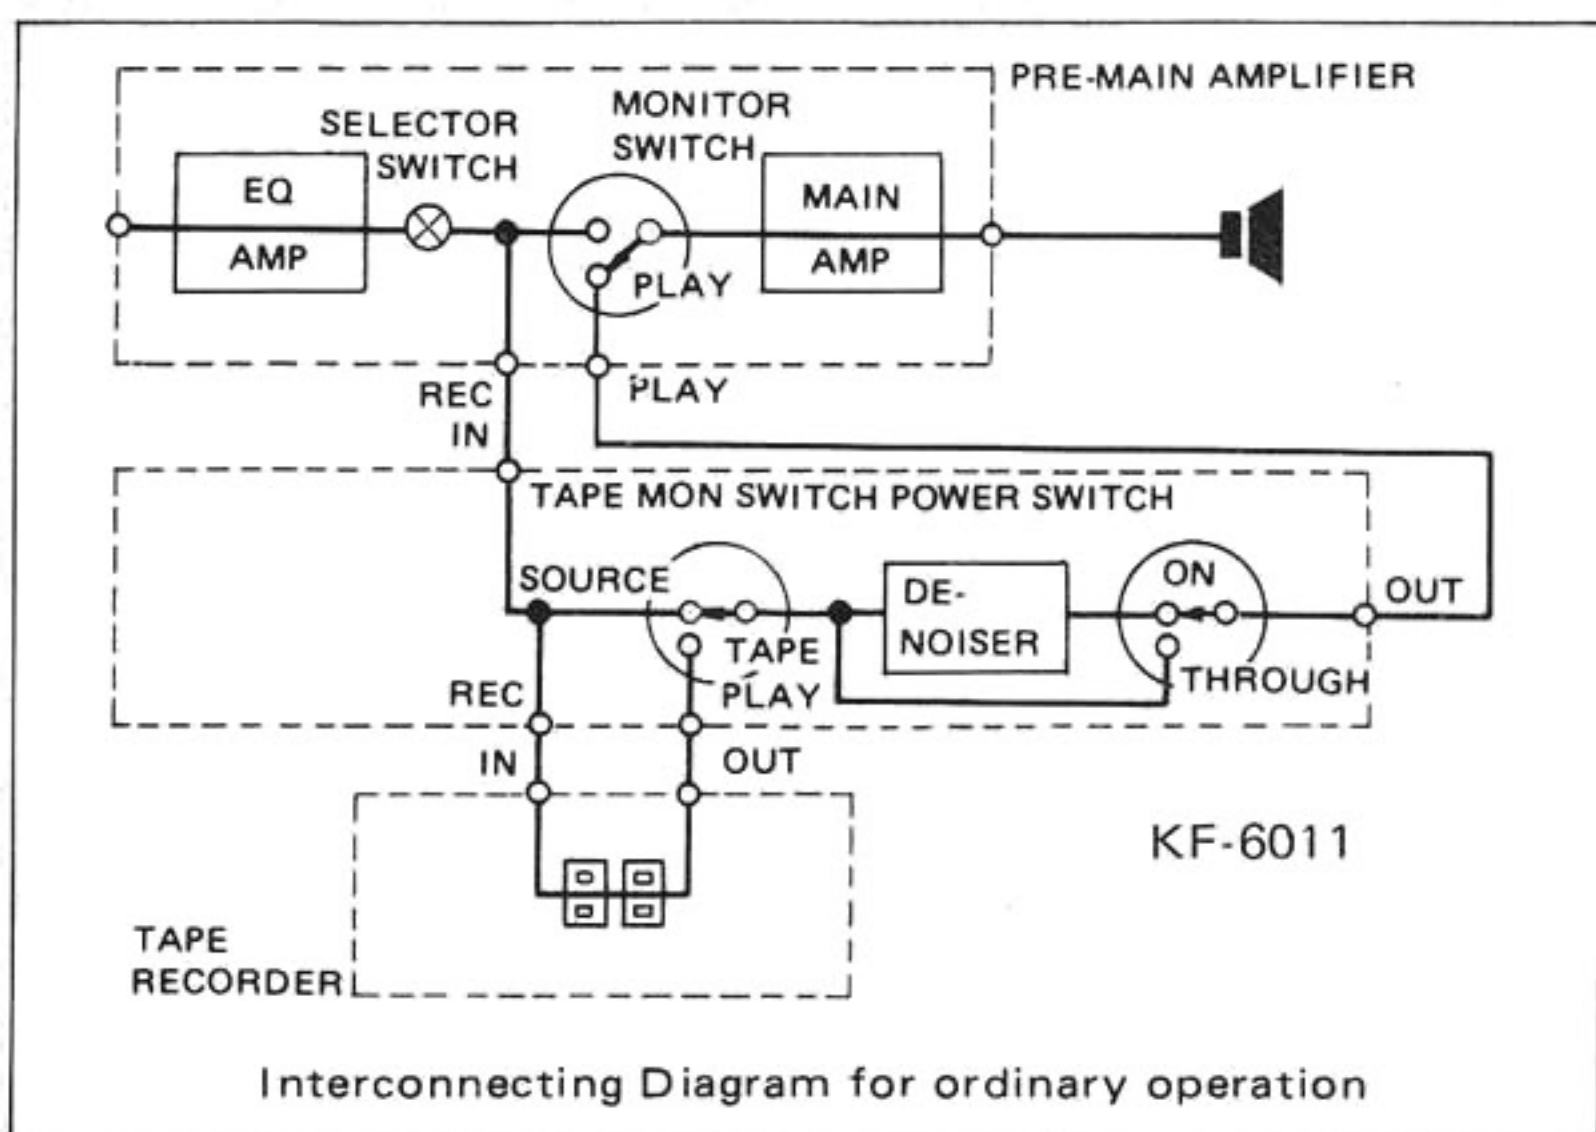 PRE-MAIN AMPLIFIER
SELECTOR
SWITCH
MONITOR
SWITCH
EQ
AMP
MAIN
AMP
PLAY
REC
IN
PLAY
TAPE MON SWITCH POWER SWITCH
SOURCE
TAPE
PLAY
DE-
NOISER
ON
THROUGH
OUT
REC
IN
OUT
KF-6011
TAPE
RECORDER
Interconnecting Diagram for ordinary operation